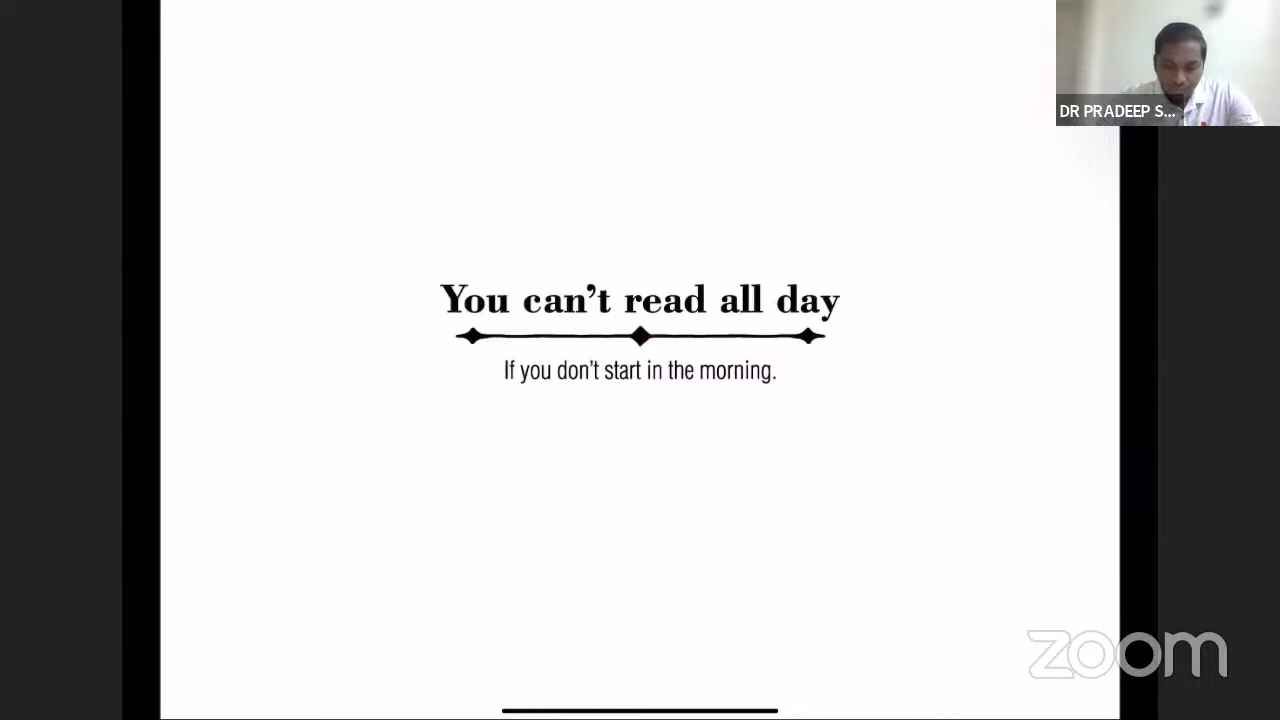 DR PRADEEP S...
You can’t read all day
If you don’t start in the morning.
zoom